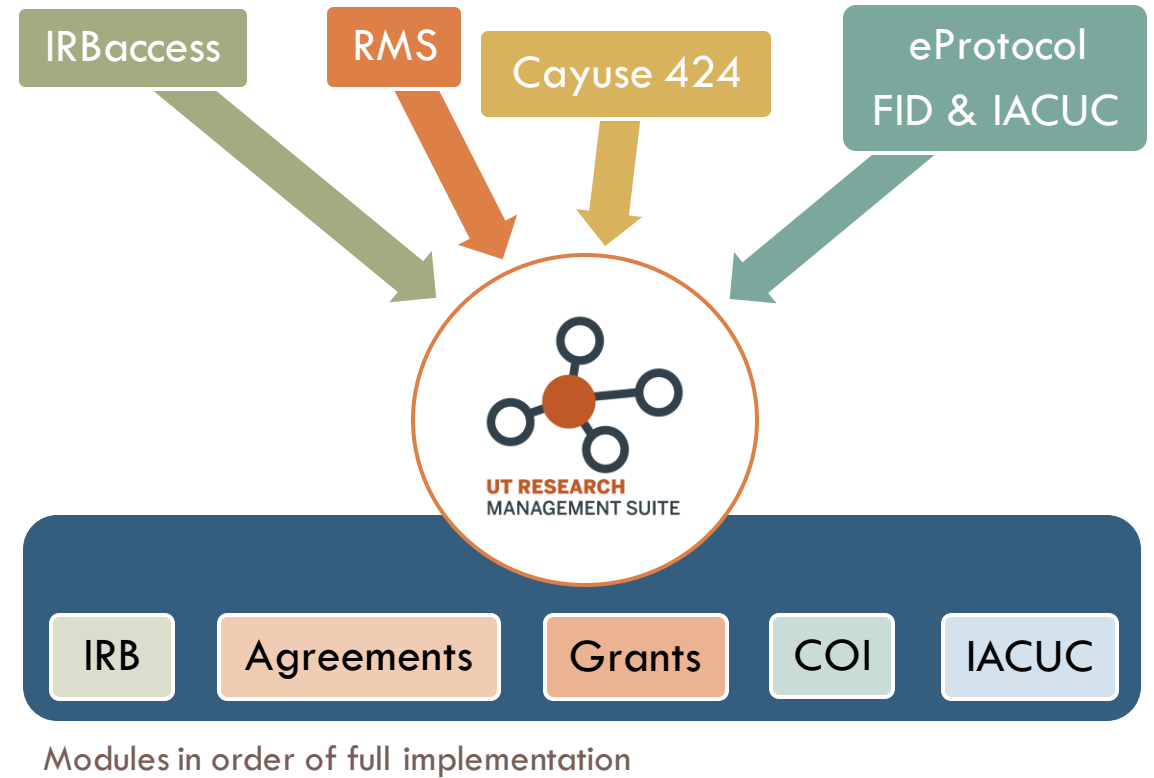 IRBaccess
RMS
Cayuse 424
eProtocol
FID & IACUC
UT RESEARCH
MANAGEMENT SUITE
IRB
Agreements
Grants
COI
IACUC
Modules in order of full implementation